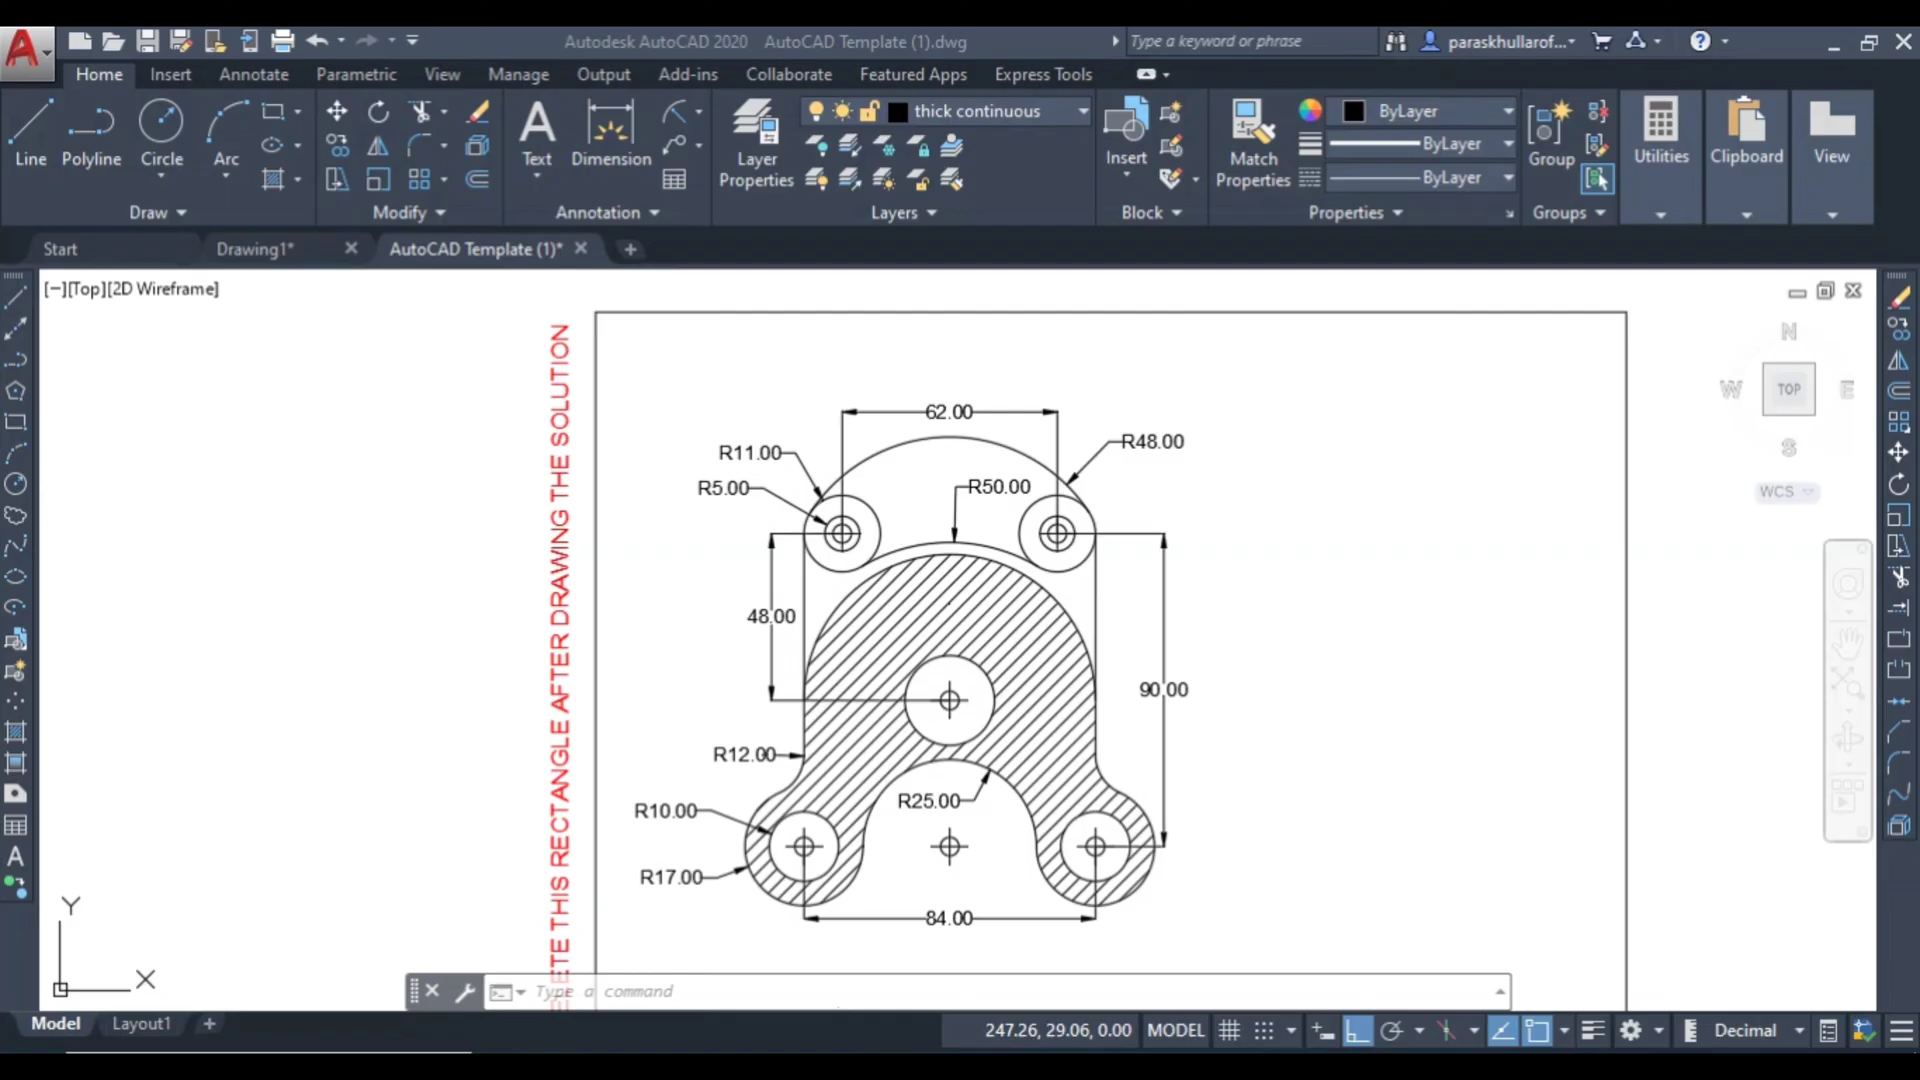 Autodesk AutoCAD 2020 AutoCAD Template (1).dwg
Type a keyword or phrase
paraskhullarof...
Home Insert Annotate Parametric View Manage Output Add-ins Collaborate Featured Apps Express Tools
Line Polyline Circle Arc
Draw
Modify
Text Dimension
Annotation
Layer Properties
thick continuous
Layers
Insert
Block
Match Properties
ByLayer
ByLayer
ByLayer
Properties
Group
Groups
Utilities
Clipboard
View
Start Drawing1* AutoCAD Template (1)*
[−][Top][2D Wireframe]
N
W TOP E
S
WCS
ETE THIS RECTANGLE AFTER DRAWING THE SOLUTION
62.00
R11.00
R48.00
R5.00
R50.00
48.00
90.00
R12.00
R25.00
R10.00
R17.00
84.00
Y
X
Type a command
Model Layout1
247.26, 29.06, 0.00 MODEL
Decimal